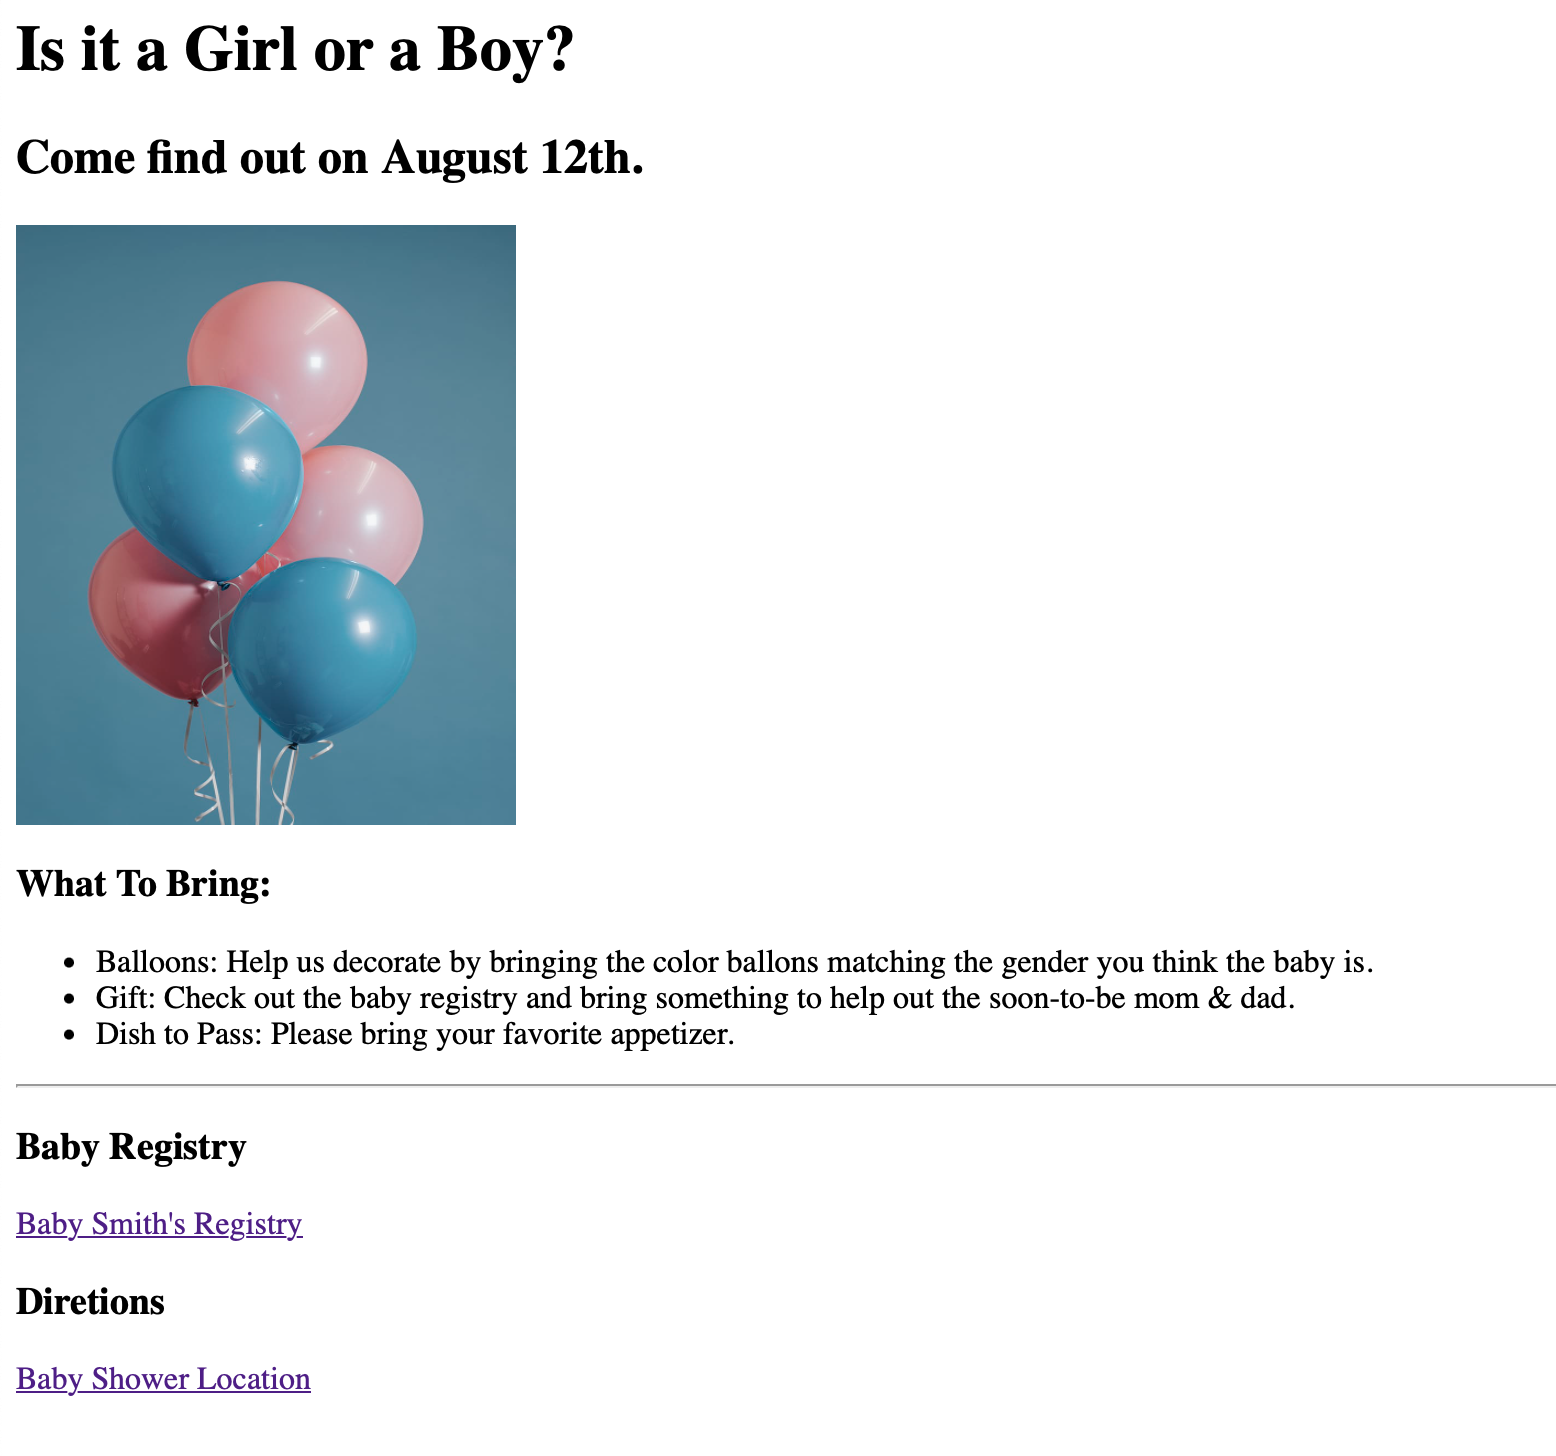 Is it a Girl or a Boy?
Come find out on August 12th.
What To Bring:
• Balloons: Help us decorate by bringing the color ballons matching the gender you think the baby is.
• Gift: Check out the baby registry and bring something to help out the soon-to-be mom & dad.
• Dish to Pass: Please bring your favorite appetizer.
Baby Registry
Baby Smith's Registry
Diretions
Baby Shower Location